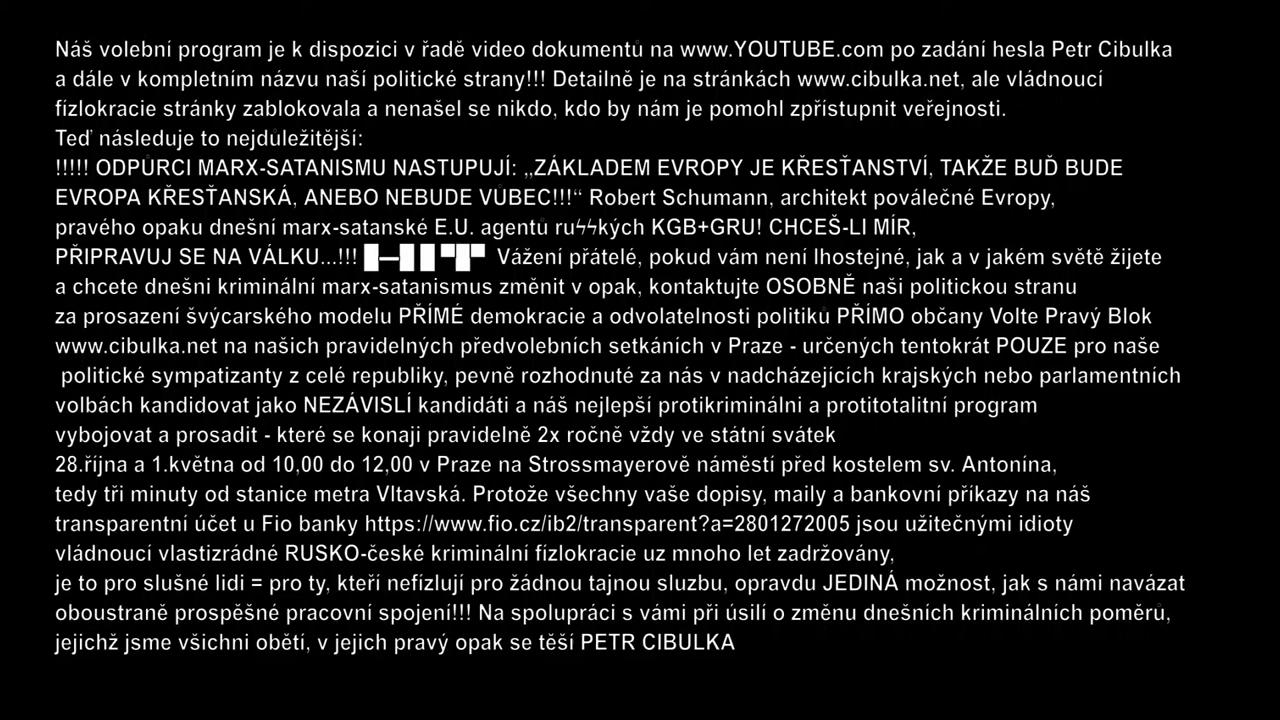 Náš volební program je k dispozici v řadě video dokumentů na www.YOUTUBE.com po zadání hesla Petr Cibulka
a dále v kompletním názvu naší politické strany!!! Detailně je na stránkách www.cibulka.net, ale vládnoucí
fízlokracie stránky zablokovala a nenašel se nikdo, kdo by nám je pomohl zpřístupnit veřejnosti.
Teď následuje to nejdůležitější:
!!!!! ODPŮRCI MARX-SATANISMU NASTUPUJÍ: „ZÁKLADEM EVROPY JE KŘESŤANSTVÍ, TAKŽE BUĎ BUDE
EVROPA KŘESŤANSKÁ, ANEBO NEBUDE VŮBEC!!!“ Robert Schumann, architekt poválečné Evropy,
pravého opaku dnešní marx-satanské E.U. agentů ruϟϟkých KGB+GRU! CHCEŠ-LI MÍR,
PŘIPRAVUJ SE NA VÁLKU...!!! █—█ █ ▀█▀ Vážení přátelé, pokud vám není lhostejné, jak a v jakém světě žijete
a chcete dnešni kriminální marx-satanismus změnit v opak, kontaktujte OSOBNĚ naši politickou stranu
za prosazení švýcarského modelu PŘÍMÉ demokracie a odvolatelnosti politiků PŘÍMO občany Volte Pravý Blok
www.cibulka.net na našich pravidelných předvolebních setkáních v Praze - určených tentokrát POUZE pro naše
politické sympatizanty z celé republiky, pevně rozhodnuté za nás v nadcházejících krajských nebo parlamentních
volbách kandidovat jako NEZÁVISLÍ kandidáti a náš nejlepší protikriminálni a protitotalitní program
vybojovat a prosadit - které se konaji pravidelně 2x ročně vždy ve státní svátek
28.října a 1.května od 10,00 do 12,00 v Praze na Strossmayerově náměstí před kostelem sv. Antonína,
tedy tři minuty od stanice metra Vltavská. Protože všechny vaše dopisy, maily a bankovní příkazy na náš
transparentní účet u Fio banky https://www.fio.cz/ib2/transparent?a=2801272005 jsou užitečnými idioty
vládnoucí vlastizrádné RUSKO-české kriminální fízlokracie uz mnoho let zadržovány,
je to pro slušné lidi = pro ty, kteří nefízlují pro žádnou tajnou sluzbu, opravdu JEDINÁ možnost, jak s námi navázat
oboustraně prospěšné pracovní spojení!!! Na spolupráci s vámi při úsilí o změnu dnešních kriminálních poměrů,
jejichž jsme všichni obětí, v jejich pravý opak se těší PETR CIBULKA